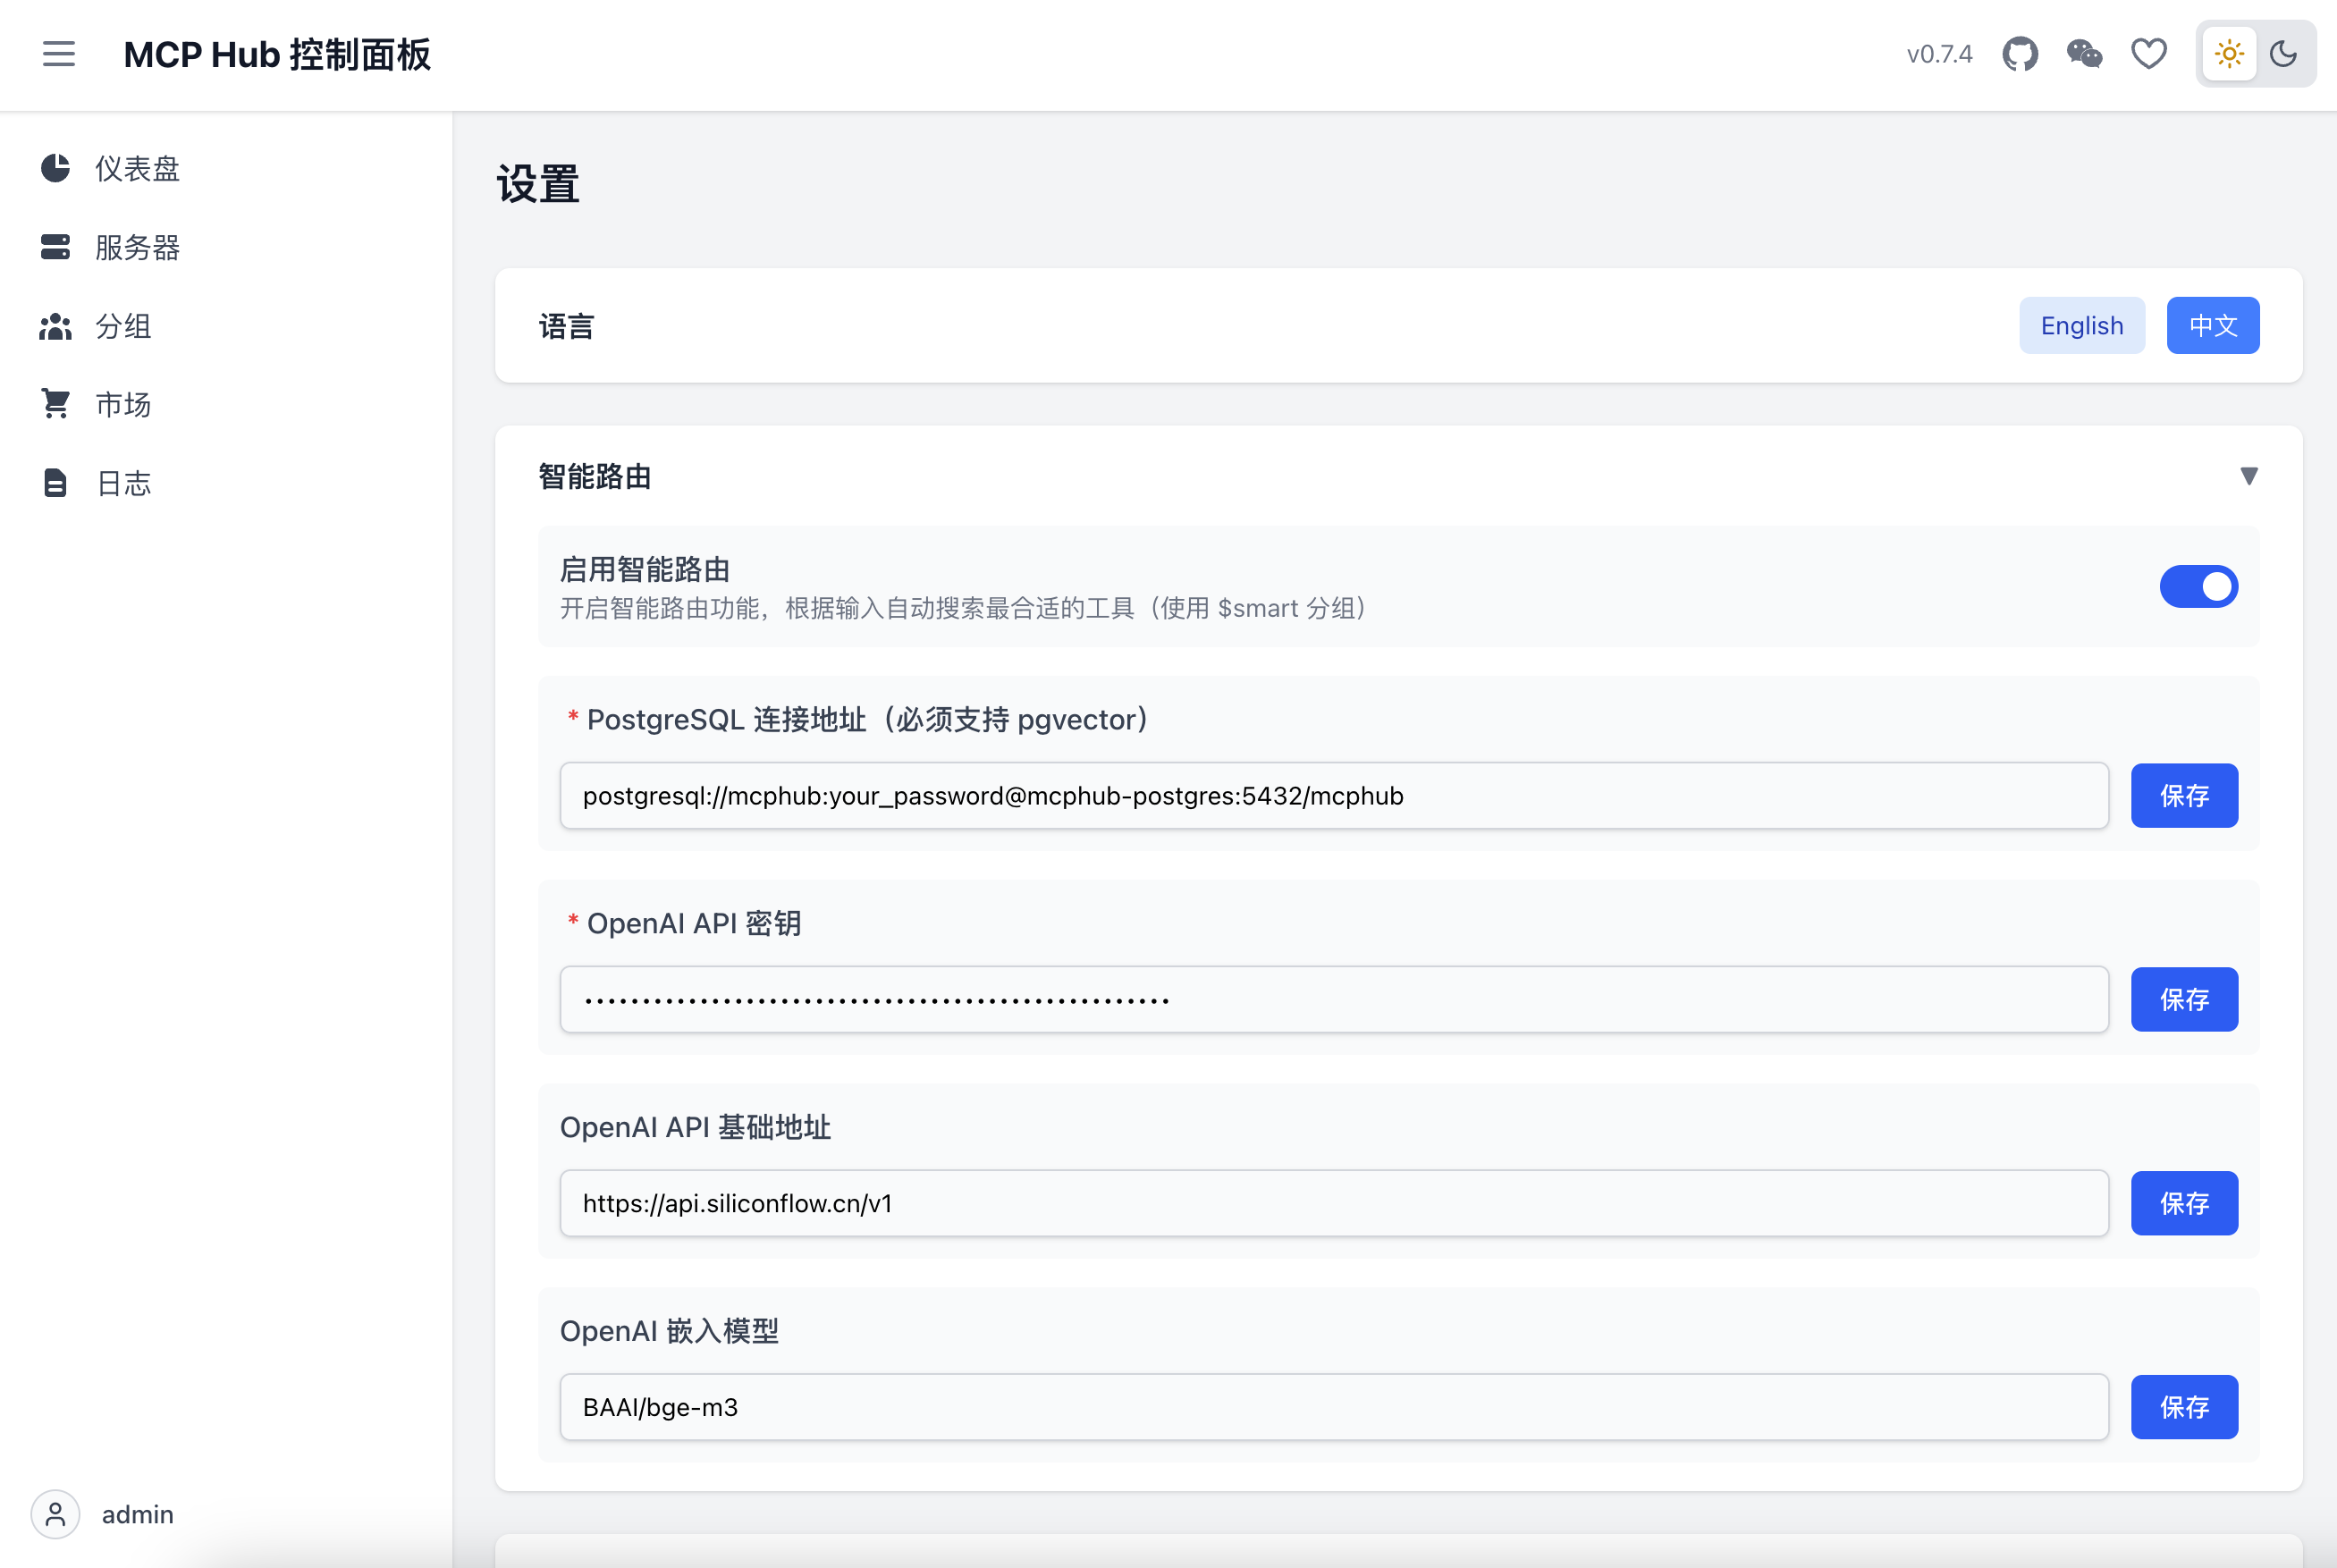 MCP Hub 控制面板
v0.7.4
仪表盘
服务器
分组
市场
日志
admin
设置
语言
English
中文
智能路由
▼
启用智能路由
开启智能路由功能，根据输入自动搜索最合适的工具（使用 $smart 分组）
* PostgreSQL 连接地址（必须支持 pgvector）
postgresql://mcphub:your_password@mcphub-postgres:5432/mcphub
保存
* OpenAI API 密钥
保存
OpenAI API 基础地址
https://api.siliconflow.cn/v1
保存
OpenAI 嵌入模型
BAAI/bge-m3
保存